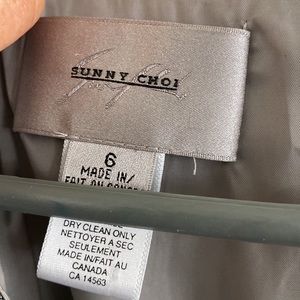 SUNNY CHOI
6
MADE IN/
FAIT AU CANADA
DRY CLEAN ONLY
NETTOYER A SEC
SEULEMENT
MADE IN/FAIT AU
CANADA
CA 14563